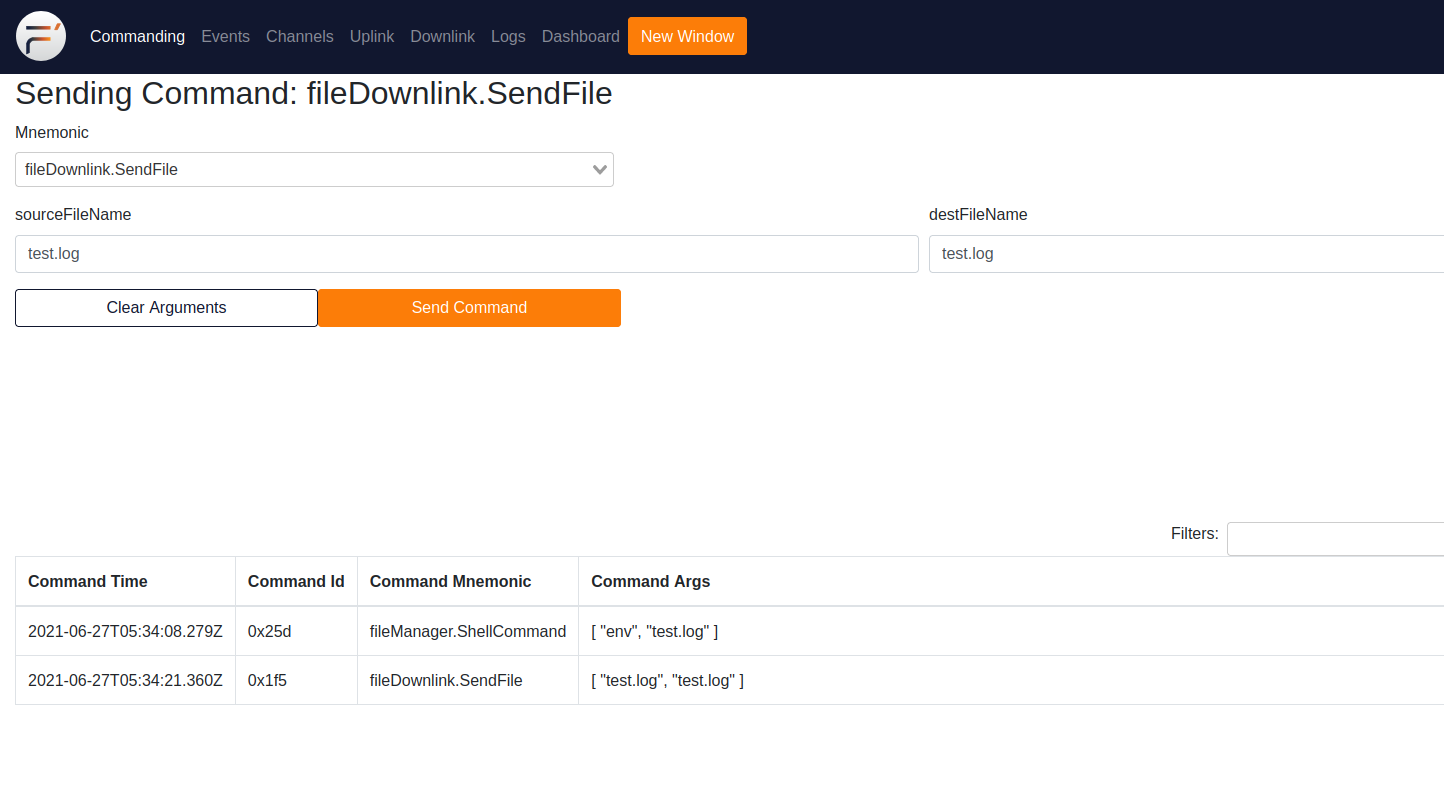 Commanding Events Channels Uplink Downlink Logs Dashboard New Window
Sending Command: fileDownlink.SendFile
Mnemonic
fileDownlink.SendFile
sourceFileName destFileName
test.log test.log
Clear Arguments Send Command
Filters:
Command Time Command Id Command Mnemonic Command Args
2021-06-27T05:34:08.279Z 0x25d fileManager.ShellCommand [ "env", "test.log" ]
2021-06-27T05:34:21.360Z 0x1f5 fileDownlink.SendFile [ "test.log", "test.log" ]